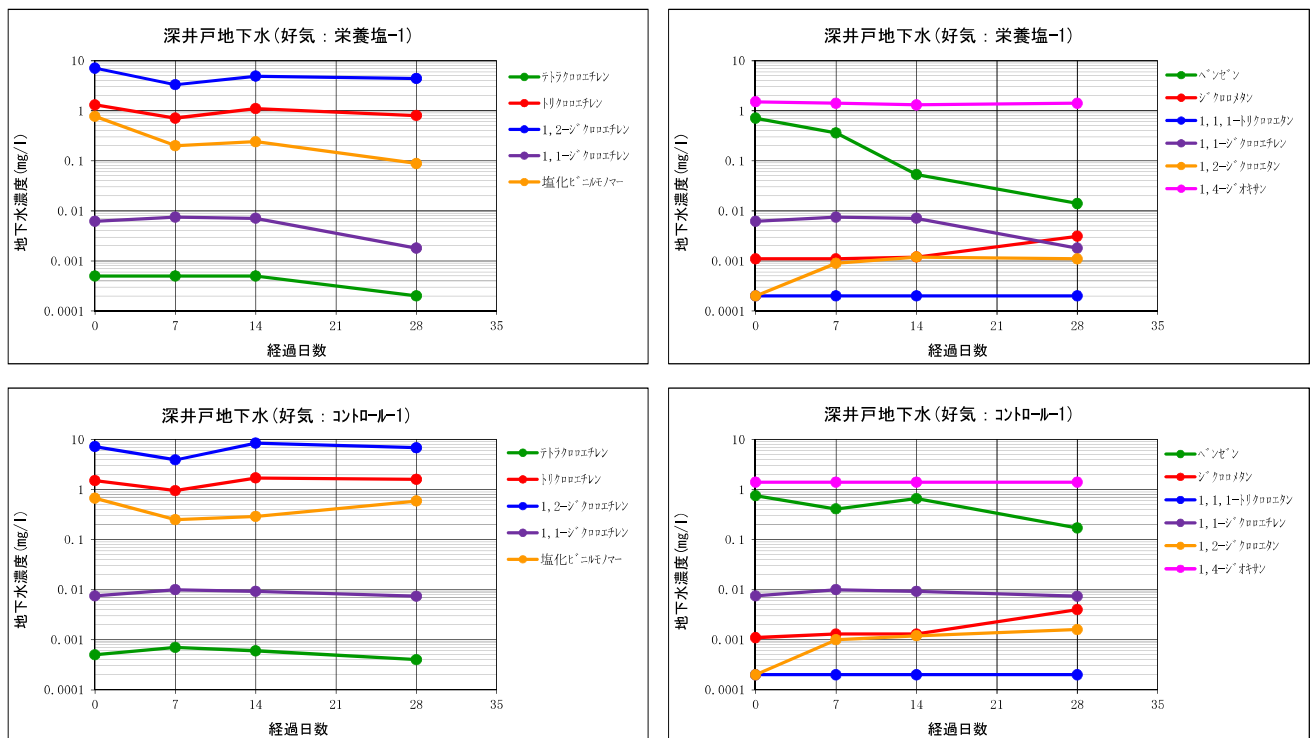 深井戸地下水(好気：栄養塩-1)
地下水濃度(mg/l)
10
1
0.1
0.01
0.001
0.0001
0 7 14 21 28 35
経過日数
ﾃﾄﾗｸﾛﾛｴﾁﾚﾝ
ﾄﾘｸﾛﾛｴﾁﾚﾝ
1,2-ｼﾞｸﾛﾛｴﾁﾚﾝ
1,1-ｼﾞｸﾛﾛｴﾁﾚﾝ
塩化ﾋﾞﾆﾙﾓﾉﾏｰ
深井戸地下水(好気：栄養塩-1)
地下水濃度(mg/l)
10
1
0.1
0.01
0.001
0.0001
0 7 14 21 28 35
経過日数
ﾍﾞﾝｾﾞﾝ
ｼﾞｸﾛﾛﾒﾀﾝ
1,1,1-ﾄﾘｸﾛﾛｴﾀﾝ
1,1-ｼﾞｸﾛﾛｴﾁﾚﾝ
1,2-ｼﾞｸﾛﾛｴﾀﾝ
1,4-ｼﾞｵｷｻﾝ
深井戸地下水(好気：ｺﾝﾄﾛｰﾙ-1)
地下水濃度(mg/l)
10
1
0.1
0.01
0.001
0.0001
0 7 14 21 28 35
経過日数
ﾃﾄﾗｸﾛﾛｴﾁﾚﾝ
ﾄﾘｸﾛﾛｴﾁﾚﾝ
1,2-ｼﾞｸﾛﾛｴﾁﾚﾝ
1,1-ｼﾞｸﾛﾛｴﾁﾚﾝ
塩化ﾋﾞﾆﾙﾓﾉﾏｰ
深井戸地下水(好気：ｺﾝﾄﾛｰﾙ-1)
地下水濃度(mg/l)
10
1
0.1
0.01
0.001
0.0001
0 7 14 21 28 35
経過日数
ﾍﾞﾝｾﾞﾝ
ｼﾞｸﾛﾛﾒﾀﾝ
1,1,1-ﾄﾘｸﾛﾛｴﾀﾝ
1,1-ｼﾞｸﾛﾛｴﾁﾚﾝ
1,2-ｼﾞｸﾛﾛｴﾀﾝ
1,4-ｼﾞｵｷｻﾝ